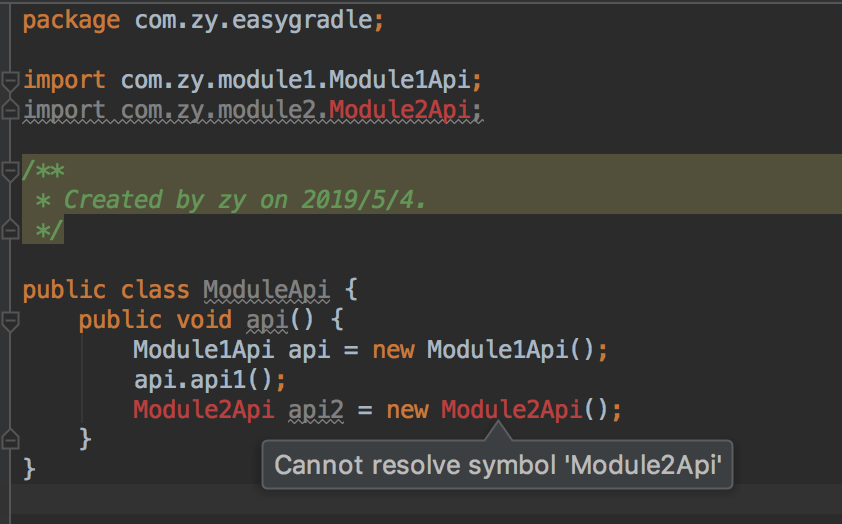 package com.zy.easygradle;
import com.zy.module1.Module1Api;
import com.zy.module2.Module2Api;
/**
* Created by zy on 2019/5/4.
*/
public class ModuleApi {
public void api() {
Module1Api api = new Module1Api();
api.api1();
Module2Api api2 = new Module2Api();
}
Cannot resolve symbol 'Module2Api'
}